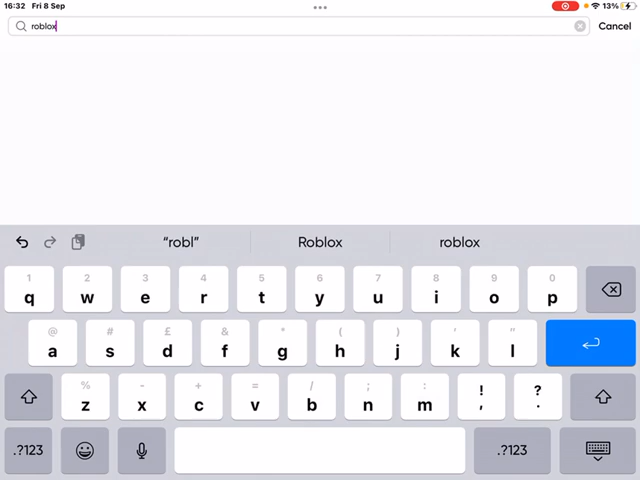 16:32 Fri 8 Sep 13%
roblox Cancel
“robl” Roblox roblox
1 2 3 4 5 6 7 8 9 0
q w e r t y u i o p
@ # £ & * ( ) ' "
a s d f g h j k l
% - + = / ; : ! ?
z x c v b n m , .
.?123 .?123